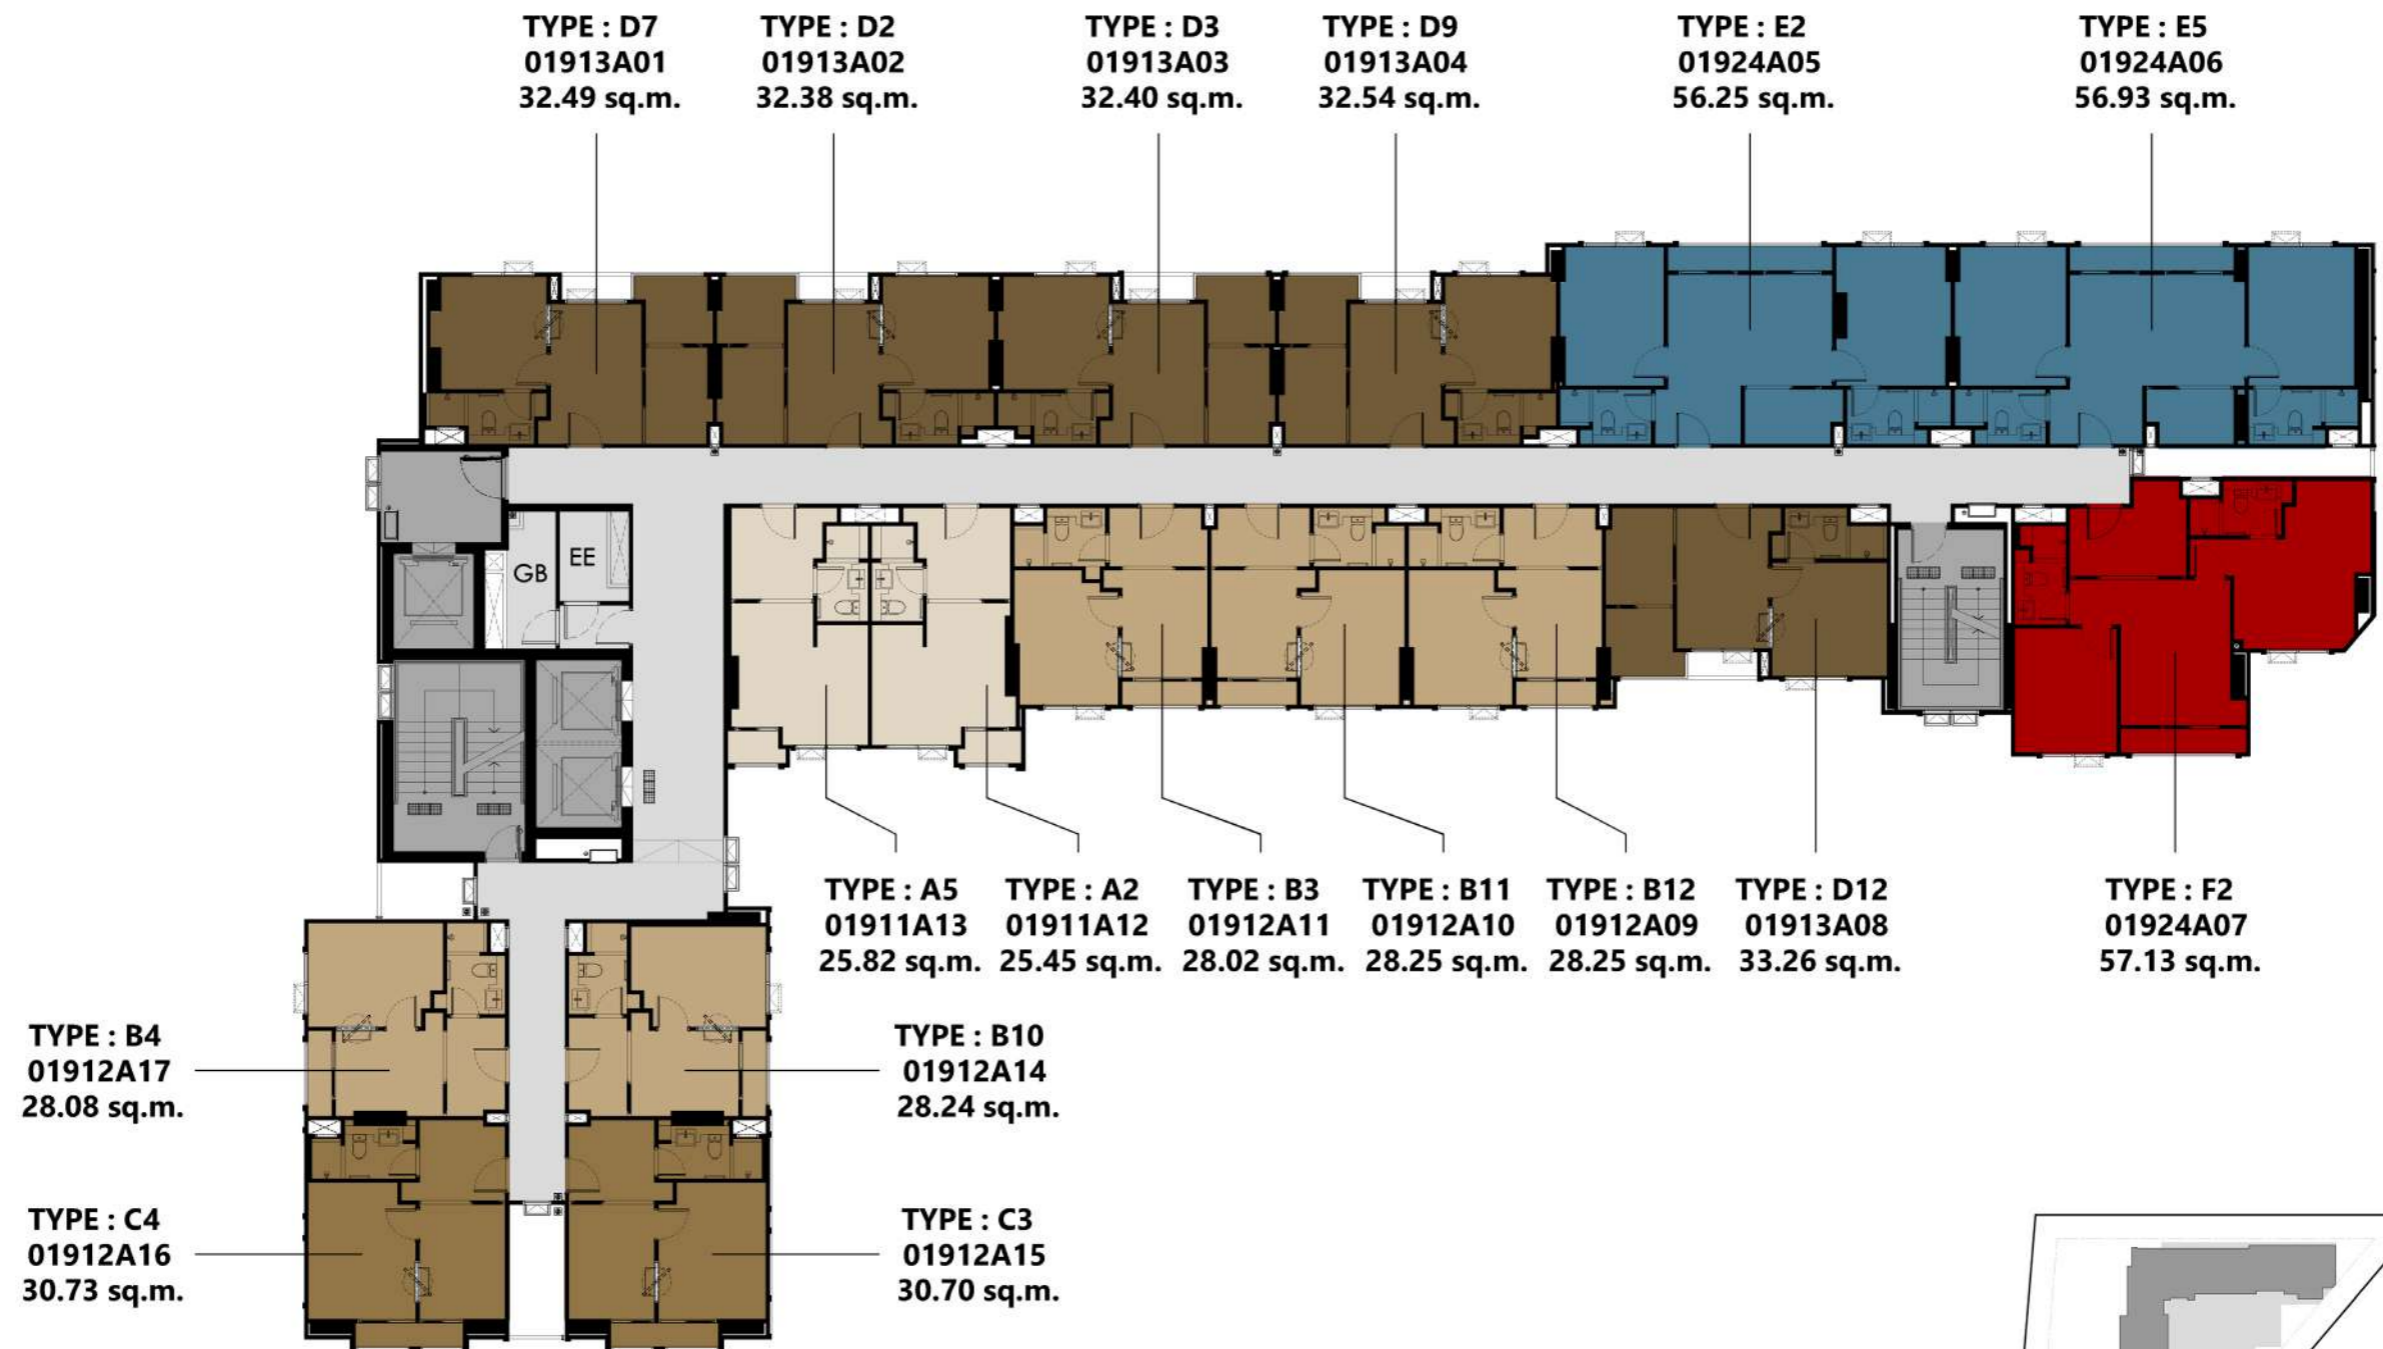 TYPE : D7
01913A01
32.49 sq.m.
TYPE : D2
01913A02
32.38 sq.m.
TYPE : D3
01913A03
32.40 sq.m.
TYPE : D9
01913A04
32.54 sq.m.
TYPE : E2
01924A05
56.25 sq.m.
TYPE : E5
01924A06
56.93 sq.m.
GB
EE
TYPE : A5
01911A13
25.82 sq.m.
TYPE : A2
01911A12
25.45 sq.m.
TYPE : B3
01912A11
28.02 sq.m.
TYPE : B11
01912A10
28.25 sq.m.
TYPE : B12
01912A09
28.25 sq.m.
TYPE : D12
01913A08
33.26 sq.m.
TYPE : F2
01924A07
57.13 sq.m.
TYPE : B4
01912A17
28.08 sq.m.
TYPE : B10
01912A14
28.24 sq.m.
TYPE : C4
01912A16
30.73 sq.m.
TYPE : C3
01912A15
30.70 sq.m.